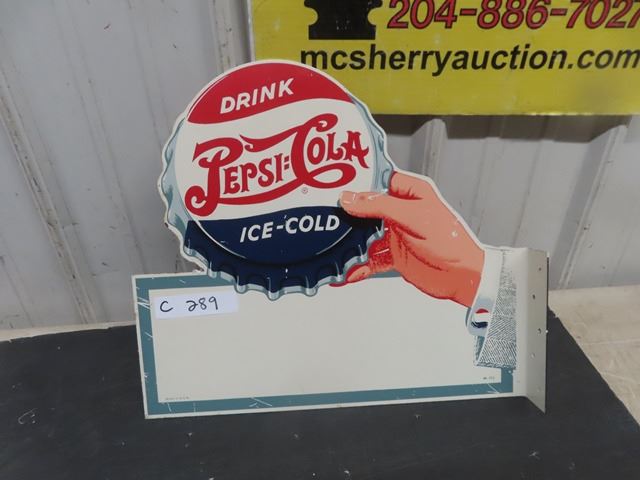 204-886-702
mcsherryauction.com
DRINK
PEPSI-COLA
®
ICE-COLD
C 289